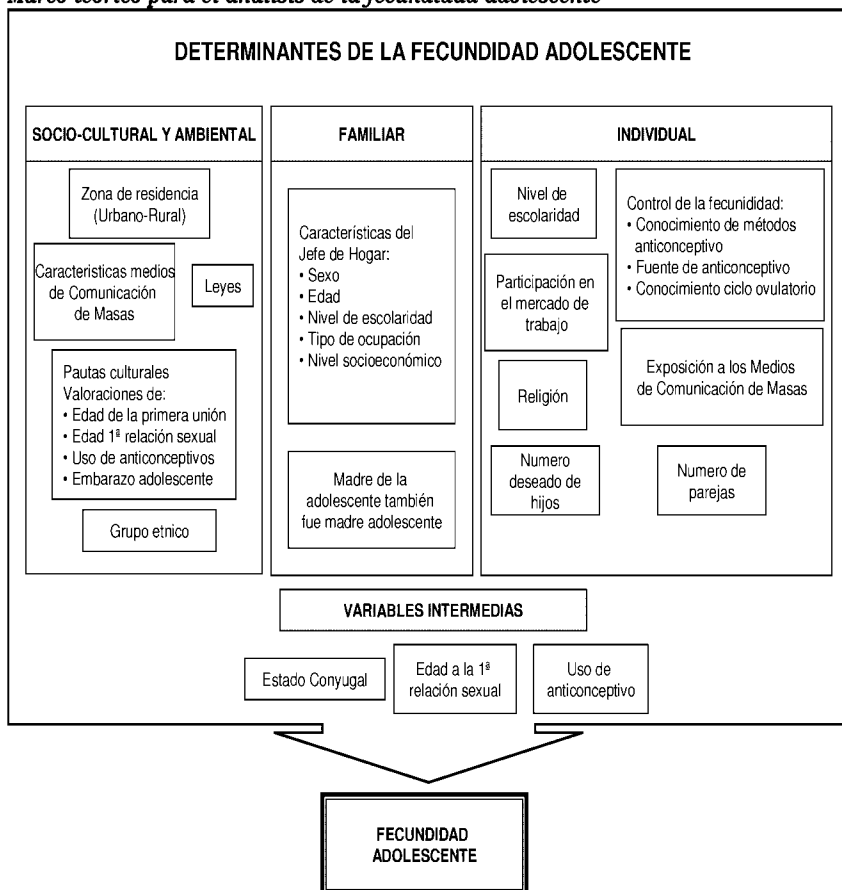 Marco teórico para el análisis de la fecundidad adolescente
DETERMINANTES DE LA FECUNDIDAD ADOLESCENTE
SOCIO-CULTURAL Y AMBIENTAL
Zona de residencia
(Urbano-Rural)
Caracteristicas medios
de Comunicación
de Masas
Leyes
Pautas culturales
Valoraciones de:
• Edad de la primera unión
• Edad 1ª relación sexual
• Uso de anticonceptivos
• Embarazo adolescente
Grupo etnico
FAMILIAR
Características del
Jefe de Hogar:
• Sexo
• Edad
• Nivel de escolaridad
• Tipo de ocupación
• Nivel socioeconómico
Madre de la
adolescente también
fue madre adolescente
INDIVIDUAL
Nivel de
escolaridad
Participación en
el mercado de
trabajo
Religión
Numero
deseado de
hijos
Control de la fecunididad:
• Conocimiento de métodos
anticonceptivo
• Fuente de anticonceptivo
• Conocimiento ciclo ovulatorio
Exposición a los Medios
de Comunicación de Masas
Numero de
parejas
VARIABLES INTERMEDIAS
Estado Conyugal
Edad a la 1ª
relación sexual
Uso de
anticonceptivo
FECUNDIDAD
ADOLESCENTE